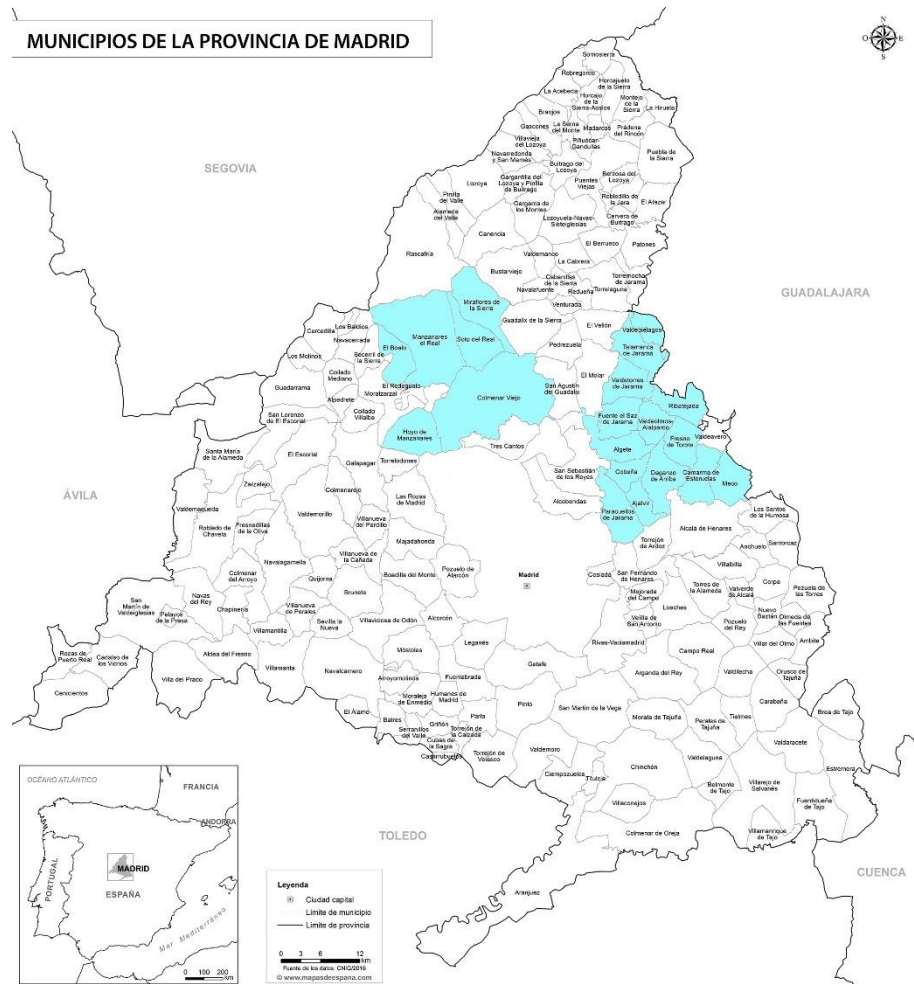 MUNICIPIOS DE LA PROVINCIA DE MADRID
N
O
E
S
SEGOVIA
GUADALAJARA
ÁVILA
TOLEDO
CUENCA
Somosierra
Robregordo
Horcajuelo
de la Sierra
La Acebeda
Horcajo
de la
Sierra-Aoslos
Montejo
de la
Sierra
La Hiruela
Braojos
Gascones
La Serna
del Monte
Madarcos
Prádena
del Rincón
Villavieja
del Lozoya
Piñuécar-
Gandullas
Puebla de
la Sierra
Navarredonda
y San Mamés
Buitrago del
Lozoya
Gargantilla del
Lozoya y Pinilla
de Buitrago
Puentes
Viejas
Berzosa del
Lozoya
Robledillo de
la Jara
El Atazar
Lozoya
Pinilla
del Valle
Alameda
del Valle
Garganta de
los Montes
Cervera de
Buitrago
Lozoyuela-Navas-
Sieteiglesias
Canencia
Rascafría
Valdemanco
El Berrueco
Patones
La Cabrera
Bustarviejo
Cabanillas
de la Sierra
Torremocha
de Jarama
Navalafuente
Redueña
Torrelaguna
Venturada
Miraflores de
la Sierra
Guadalix de la Sierra
El Vellón
Valdepiélagos
Cercedilla
Los Molinos
Navacerrada
El Boalo
Manzanares
el Real
Soto del Real
Pedrezuela
Talamanca
de Jarama
Becerril de
la Sierra
Collado
Mediano
Guadarrama
Moralzarzal
Alpedrete
Colmenar Viejo
San Agustín
del Guadalix
El Molar
Valdetorres
de Jarama
Ribatejada
San Lorenzo
de El Escorial
Collado
Villalba
Hoyo de
Manzanares
Fuente el Saz
de Jarama
Valdeolmos-
Alalpardo
Valdeavero
Fresno
de Torote
Tres Cantos
Algete
Santa María
de la Alameda
El Escorial
Galapagar
Torrelodones
San Sebastián
de los Reyes
Cobeña
Daganzo
de Arriba
Camarma de
Esteruelas
Meco
Zarzalejo
Colmenarejo
Las Rozas
de Madrid
Alcobendas
Ajalvir
Paracuellos
de Jarama
Valdemaqueda
Valdemorillo
Villanueva
del Pardillo
Alcalá de Henares
Los Santos
de la Humosa
Robledo de
Chavela
Fresnedillas
de la Oliva
Majadahonda
Torrejón
de Ardoz
Anchuelo
Santorcaz
Navalagamella
Villanueva de
la Cañada
Pozuelo de
Alarcón
Madrid
Coslada
San Fernando
de Henares
Villalbilla
Colmenar
del Arroyo
Quijorna
Boadilla del Monte
Mejorada
del Campo
Torres de
la Alameda
Valverde
de Alcalá
Corpa
Pezuela de
las Torres
San
Martín de
Valdeiglesias
Navas
del Rey
Chapinería
Brunete
Loeches
Nuevo
Baztán
Olmeda de
las Fuentes
Pelayos
de la Presa
Villanueva
de Perales
Sevilla la
Nueva
Villaviciosa de Odón
Alcorcón
Velilla de
San Antonio
Pozuelo
del Rey
Villar del Olmo
Ambite
Villamantilla
Leganés
Rivas-Vaciamadrid
Campo Real
Rozas de
Puerto Real
Cadalso de
los Vidrios
Aldea del Fresno
Villamanta
Móstoles
Getafe
Valdilecha
Orusco de
Tajuña
Cenicientos
Villa del Prado
Navalcarnero
Arroyomolinos
Fuenlabrada
Arganda del Rey
Moraleja
de Enmedio
Humanes de
Madrid
Pinto
San Martín de la Vega
Carabaña
El Álamo
Batres
Parla
Morata de Tajuña
Perales de
Tajuña
Tielmes
Brea de Tajo
Serranillos
del Valle
Griñón
Torrejón de
la Calzada
Cubas de
la Sagra
Casarrubuelos
Torrejón de
Velasco
Valdemoro
Valdaracete
Ciempozuelos
Titulcia
Chinchón
Valdelaguna
Estremera
Belmonte
de Tajo
Villarejo de
Salvanés
Fuentidueña
de Tajo
Villaconejos
Colmenar de Oreja
Villamanrique
de Tajo
Aranjuez
OCÉANO ATLÁNTICO
FRANCIA
ANDORRA
PORTUGAL
MADRID
ESPAÑA
Mar Mediterráneo
0 100 200
km
Leyenda
Ciudad capital
Límite de municipio
Límite de provincia
0 3 6 12
km
Fuente de los datos: CNIG/2016
© www.mapasdeespana.com